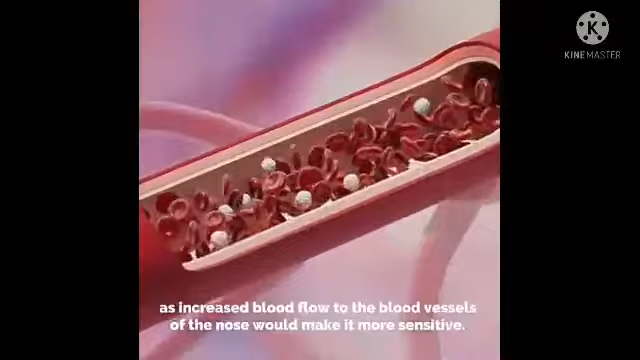 K
KINEMASTER
as increased blood flow to the blood vessels
of the nose would make it more sensitive.